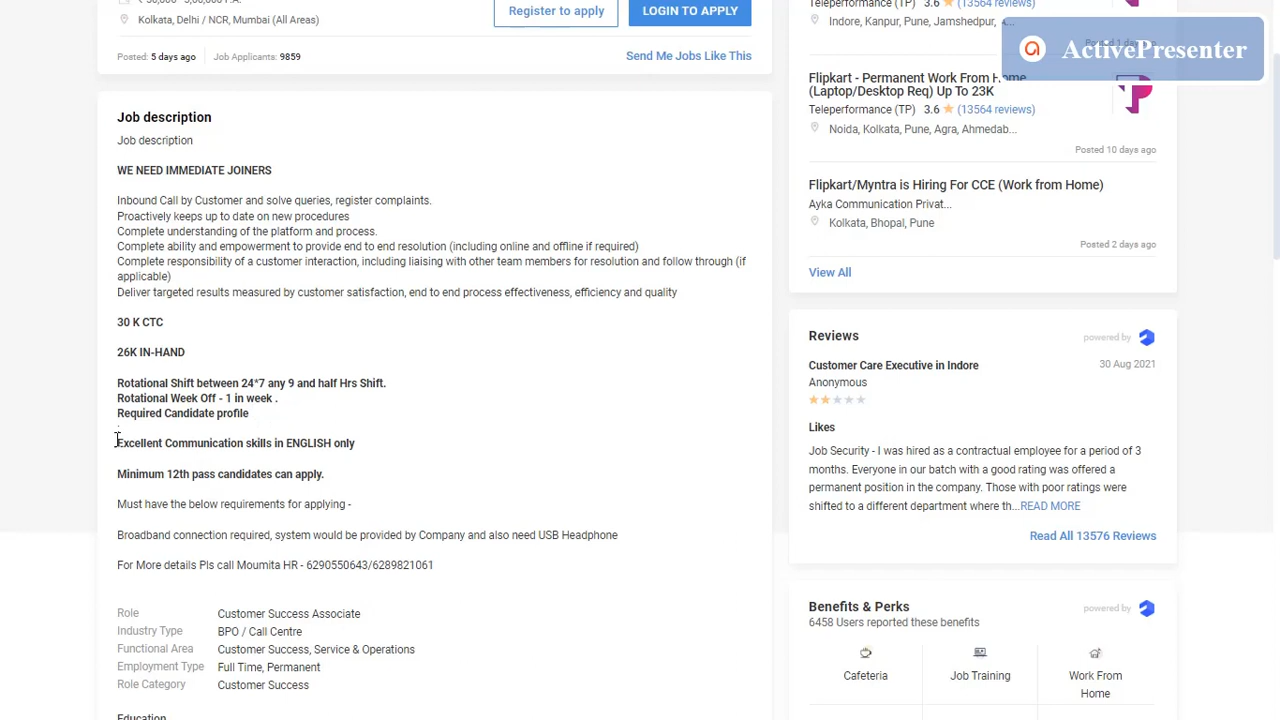 Kolkata, Delhi / NCR, Mumbai (All Areas)
Register to apply
LOGIN TO APPLY
Posted: 5 days ago
Job Applicants: 9859
Send Me Jobs Like This
Job description
Job description
WE NEED IMMEDIATE JOINERS
Inbound Call by Customer and solve queries, register complaints.
Proactively keeps up to date on new procedures
Complete understanding of the platform and process.
Complete ability and empowerment to provide end to end resolution (including online and offline if required)
Complete responsibility of a customer interaction, including liaising with other team members for resolution and follow through (if
applicable)
Deliver targeted results measured by customer satisfaction, end to end process effectiveness, efficiency and quality
30 K CTC
26K IN-HAND
Rotational Shift between 24*7 any 9 and half Hrs Shift.
Rotational Week Off - 1 in week .
Required Candidate profile
.
Excellent Communication skills in ENGLISH only
Minimum 12th pass candidates can apply.
Must have the below requirements for applying -
Broadband connection required, system would be provided by Company and also need USB Headphone
For More details Pls call Moumita HR - 6290550643/6289821061
Role Customer Success Associate
Industry Type BPO / Call Centre
Functional Area Customer Success, Service & Operations
Employment Type Full Time, Permanent
Role Category Customer Success
Education
Teleperformance (TP) 3.6 (13564 reviews)
Indore, Kanpur, Pune, Jamshedpur,
ActivePresenter
Flipkart - Permanent Work From Home
(Laptop/Desktop Req) Up To 23K
Teleperformance (TP) 3.6 (13564 reviews)
Noida, Kolkata, Pune, Agra, Ahmedab...
Posted 10 days ago
Flipkart/Myntra is Hiring For CCE (Work from Home)
Ayka Communication Privat...
Kolkata, Bhopal, Pune
Posted 2 days ago
View All
Reviews
powered by
Customer Care Executive in Indore
30 Aug 2021
Anonymous
Likes
Job Security - I was hired as a contractual employee for a period of 3
months. Everyone in our batch with a good rating was offered a
permanent position in the company. Those with poor ratings were
shifted to a different department where th...READ MORE
Read All 13576 Reviews
Benefits & Perks
powered by
6458 Users reported these benefits
Cafeteria
Job Training
Work From
Home